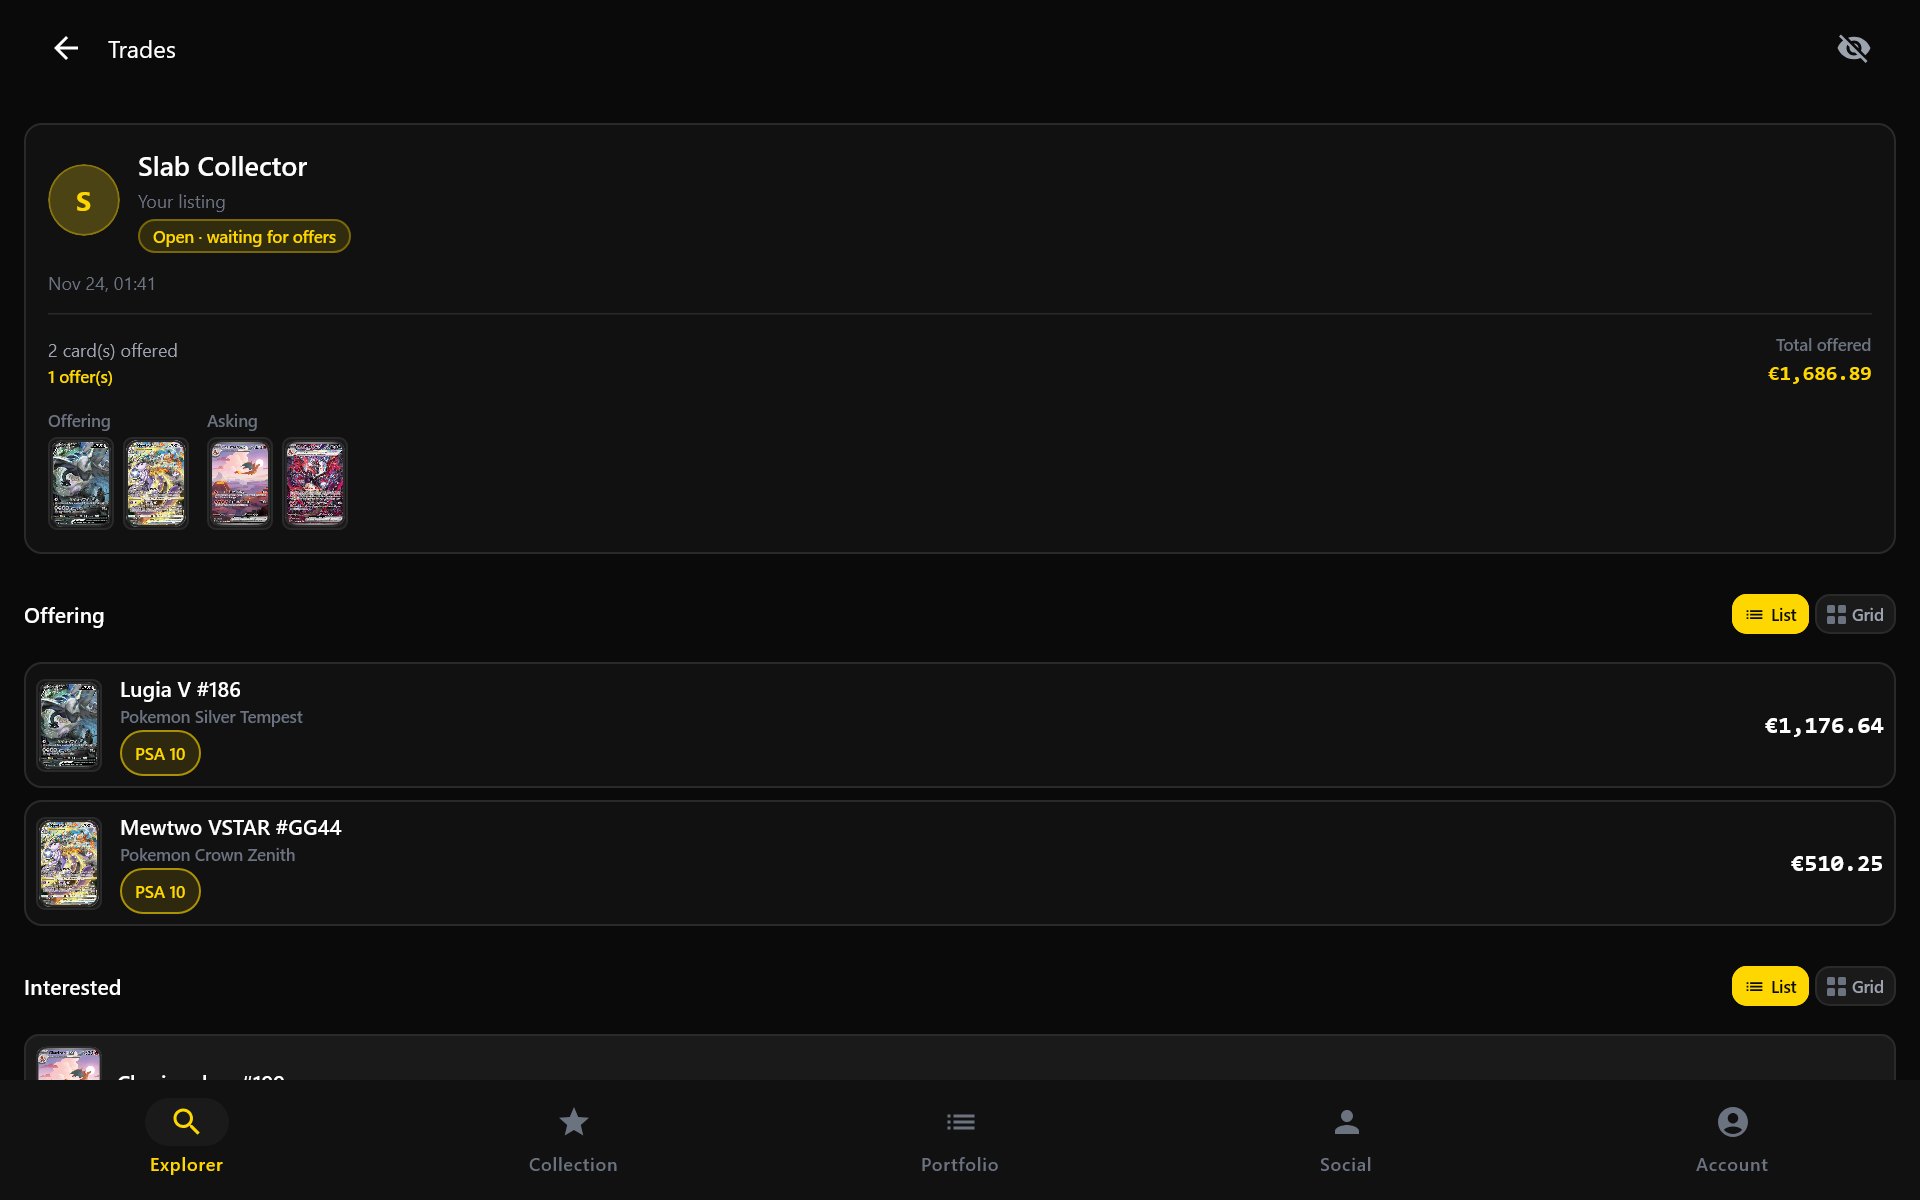 Trades
S
Slab Collector
Your listing
Open · waiting for offers
Nov 24, 01:41
2 card(s) offered
1 offer(s)
Total offered
€1,686.89
Offering
Asking
Offering
List
Grid
Lugia V #186
Pokemon Silver Tempest
PSA 10
€1,176.64
Mewtwo VSTAR #GG44
Pokemon Crown Zenith
PSA 10
€510.25
Interested
List
Grid
Explorer
Collection
Portfolio
Social
Account